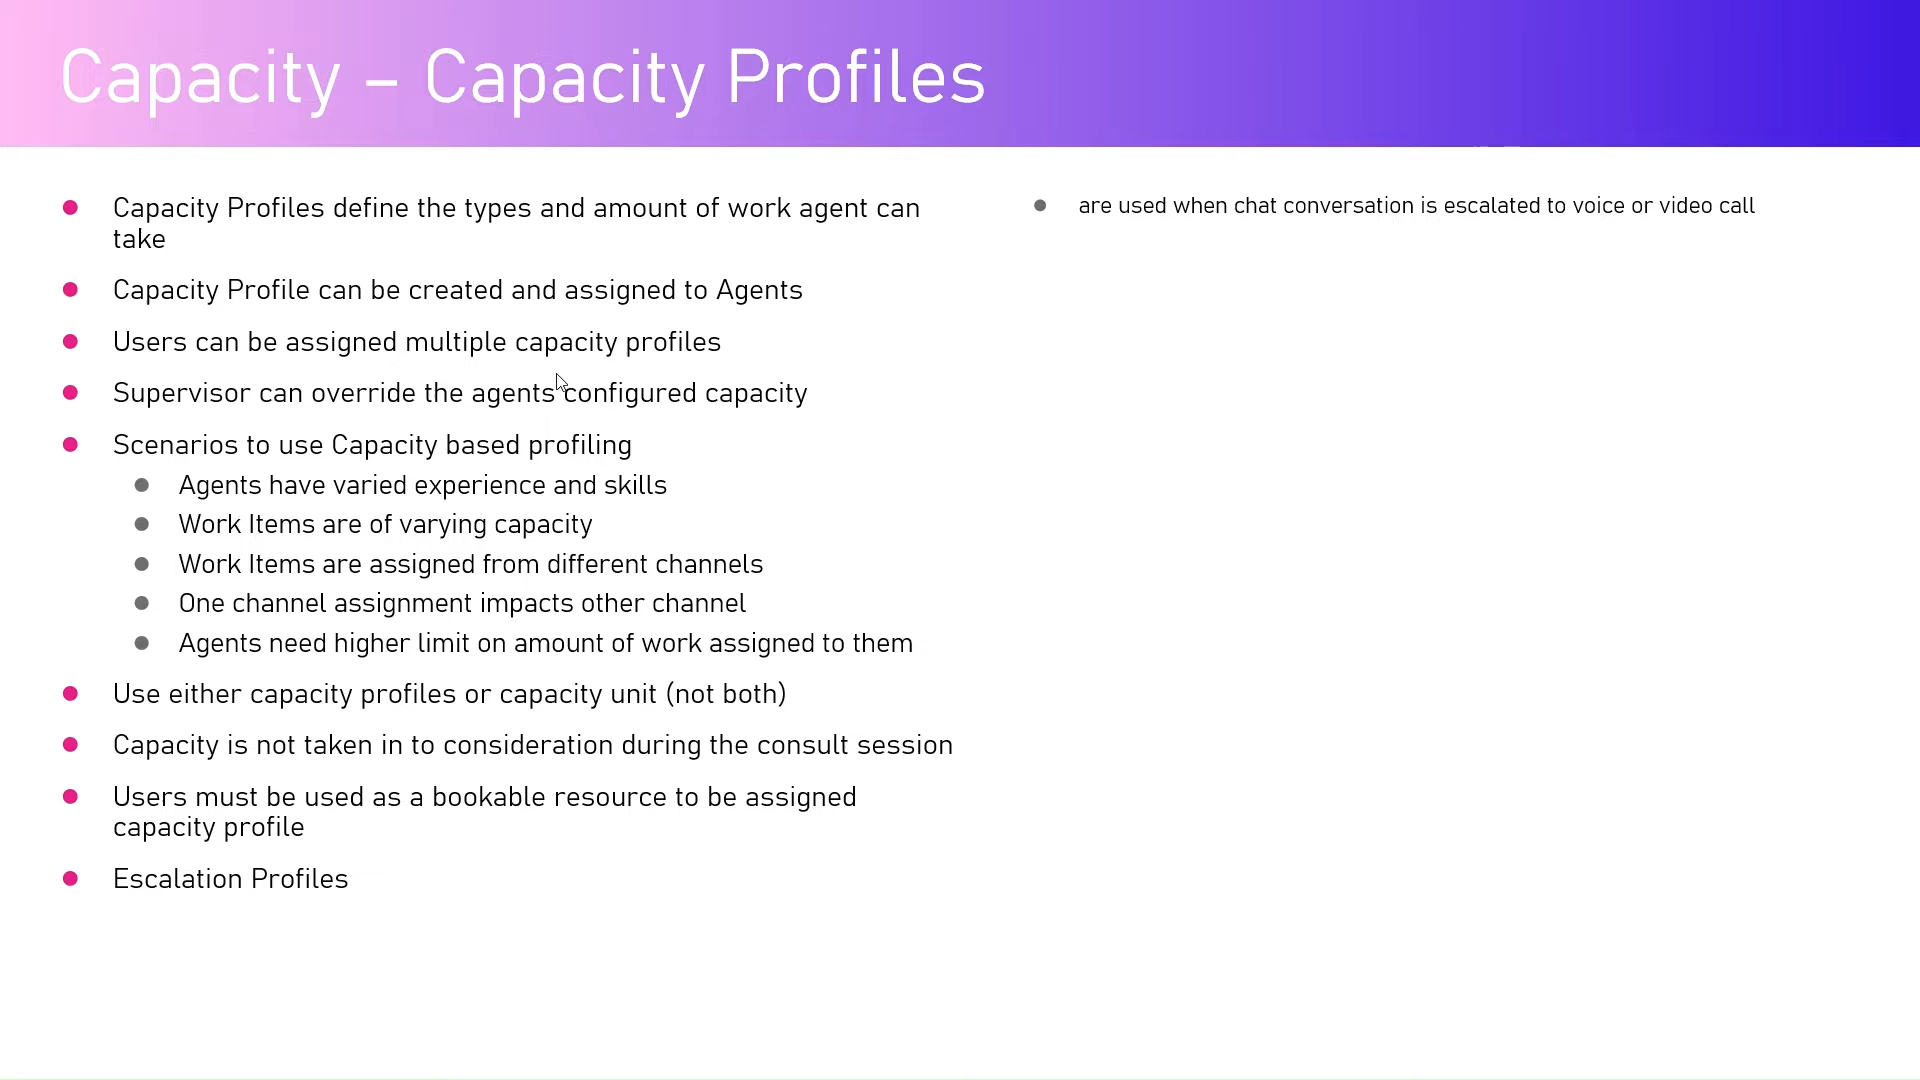 Capacity – Capacity Profiles
Capacity Profiles define the types and amount of work agent can
take
Capacity Profile can be created and assigned to Agents
Users can be assigned multiple capacity profiles
Supervisor can override the agents configured capacity
Scenarios to use Capacity based profiling
Agents have varied experience and skills
Work Items are of varying capacity
Work Items are assigned from different channels
One channel assignment impacts other channel
Agents need higher limit on amount of work assigned to them
Use either capacity profiles or capacity unit (not both)
Capacity is not taken in to consideration during the consult session
Users must be used as a bookable resource to be assigned
capacity profile
Escalation Profiles
are used when chat conversation is escalated to voice or video call